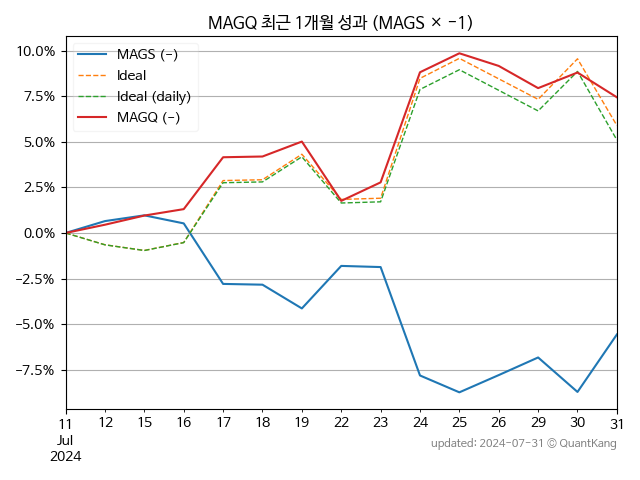 MAGQ 최근 1개월 성과 (MAGS × −1)
10.0%
7.5%
5.0%
2.5%
0.0%
−2.5%
−5.0%
−7.5%
MAGS (−)
Ideal
Ideal (daily)
MAGQ (−)
11 12 15 16 17 18 19 22 23 24 25 26 29 30 31
Jul
2024
updated: 2024-07-31 © QuantKang